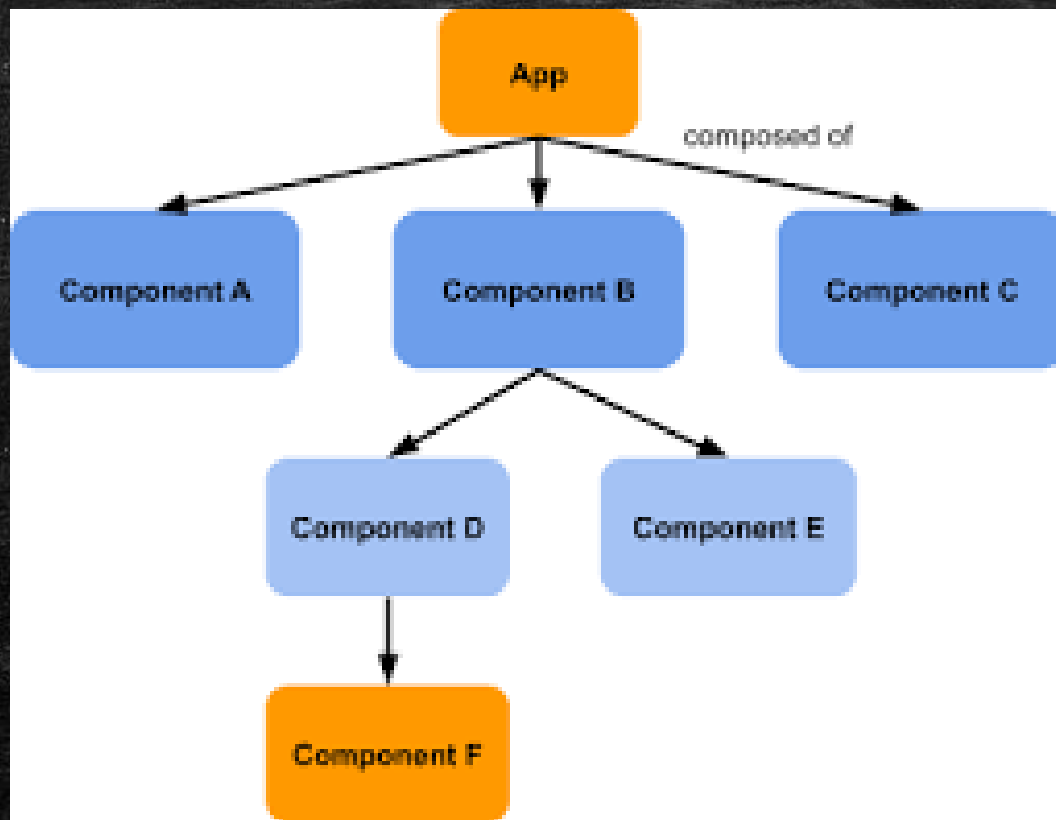 App
composed of
Component A
Component B
Component C
Component D
Component E
Component F